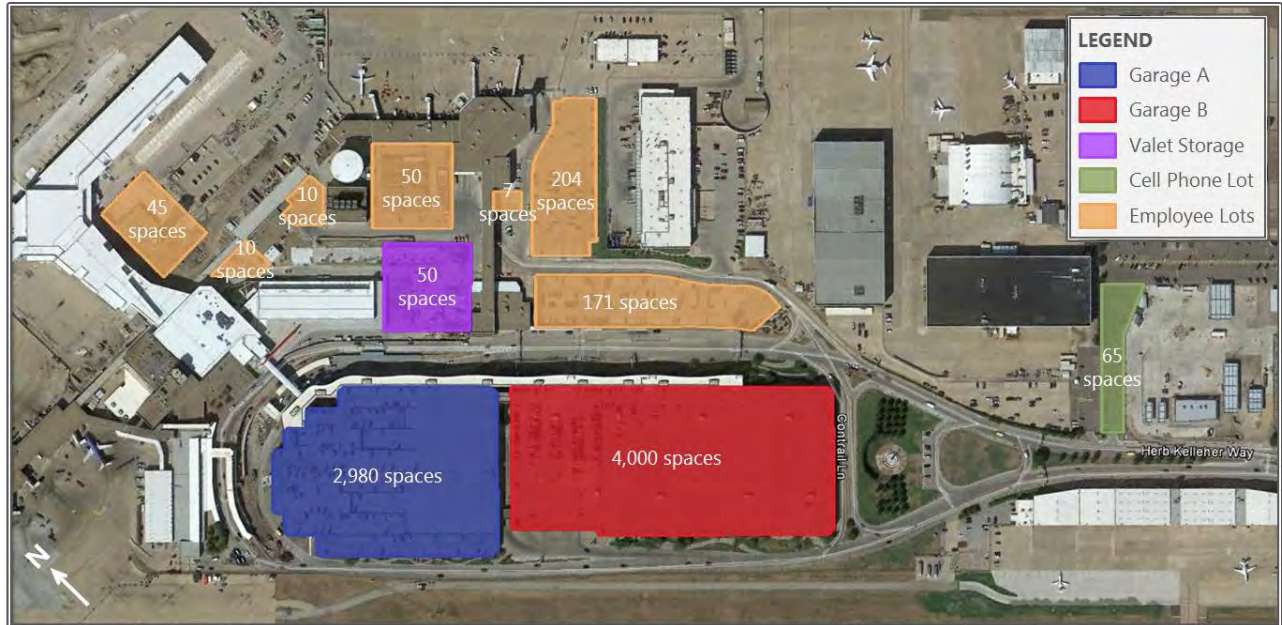 LEGEND
Garage A
Garage B
Valet Storage
Cell Phone Lot
Employee Lots
45
spaces
10
spaces
10
spaces
50
spaces
7
spaces
204
spaces
50
spaces
171 spaces
65
spaces
2,980 spaces
4,000 spaces
Contrail Ln
Herb Kelleher Way
N